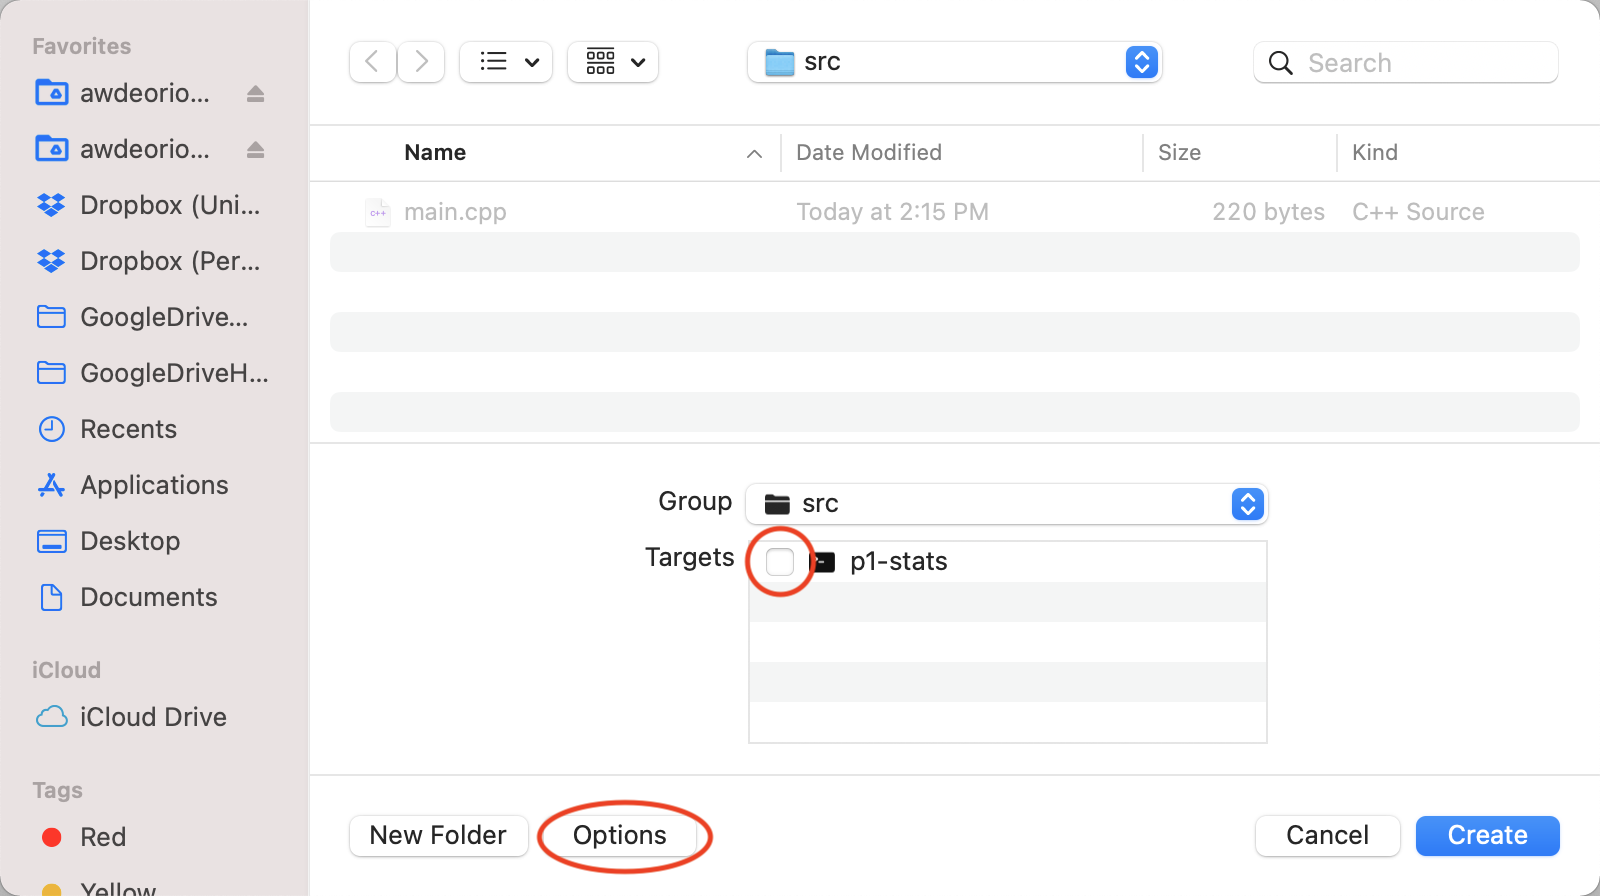 Favorites
awdeorio...
awdeorio...
Dropbox (Uni...
Dropbox (Per...
GoogleDrive...
GoogleDriveH...
Recents
Applications
Desktop
Documents
iCloud
iCloud Drive
Tags
Red
Yellow
src
Search
Name Date Modified Size Kind
C++ main.cpp Today at 2:15 PM 220 bytes C++ Source
Group src
Targets p1-stats
New Folder Options Cancel Create